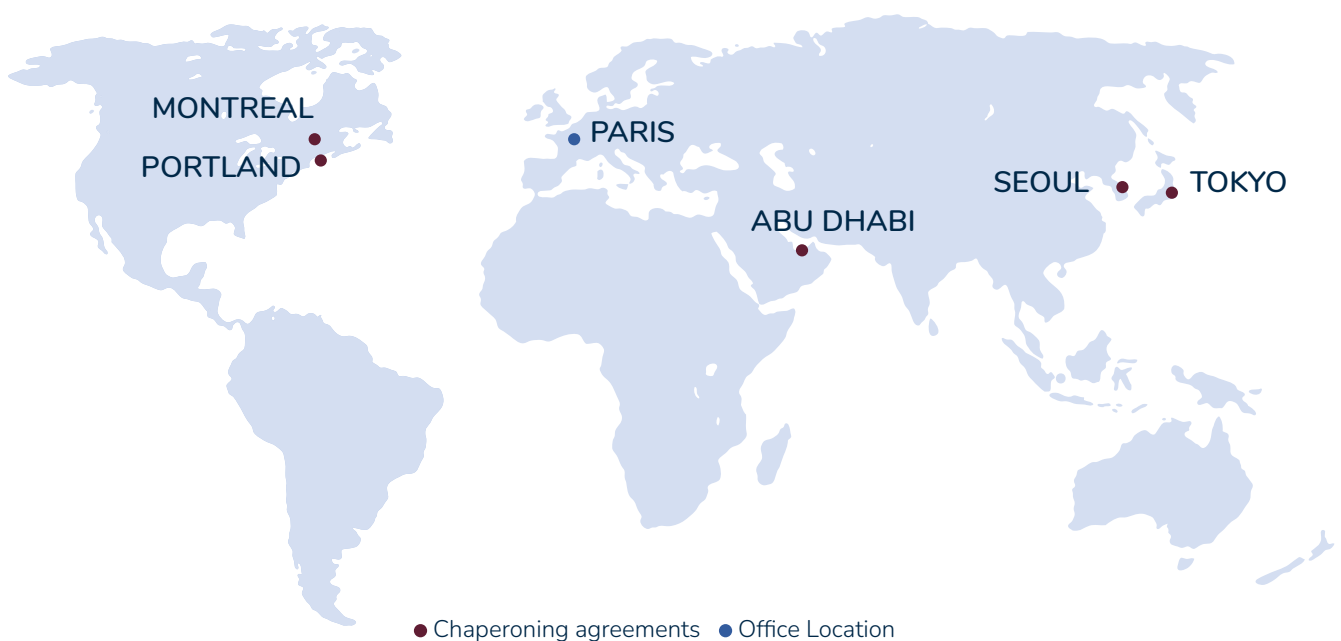 MONTREAL
PORTLAND
PARIS
SEOUL
TOKYO
ABU DHABI
Chaperoning agreements
Office Location